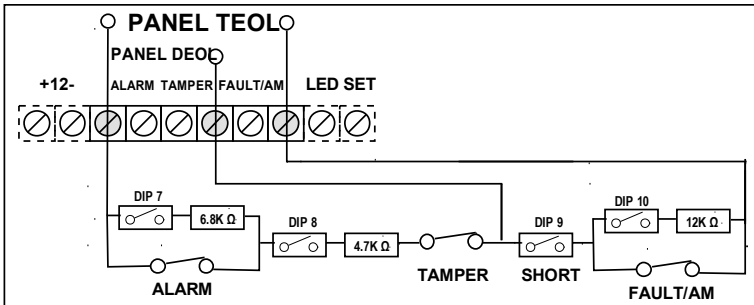 PANEL TEOL
PANEL DEOL
+12- ALARM TAMPER FAULT/AM LED SET
DIP 7 DIP 10
6.8K Ω DIP 8 DIP 9 12K Ω
4.7K Ω
TAMPER SHORT
ALARM FAULT/AM